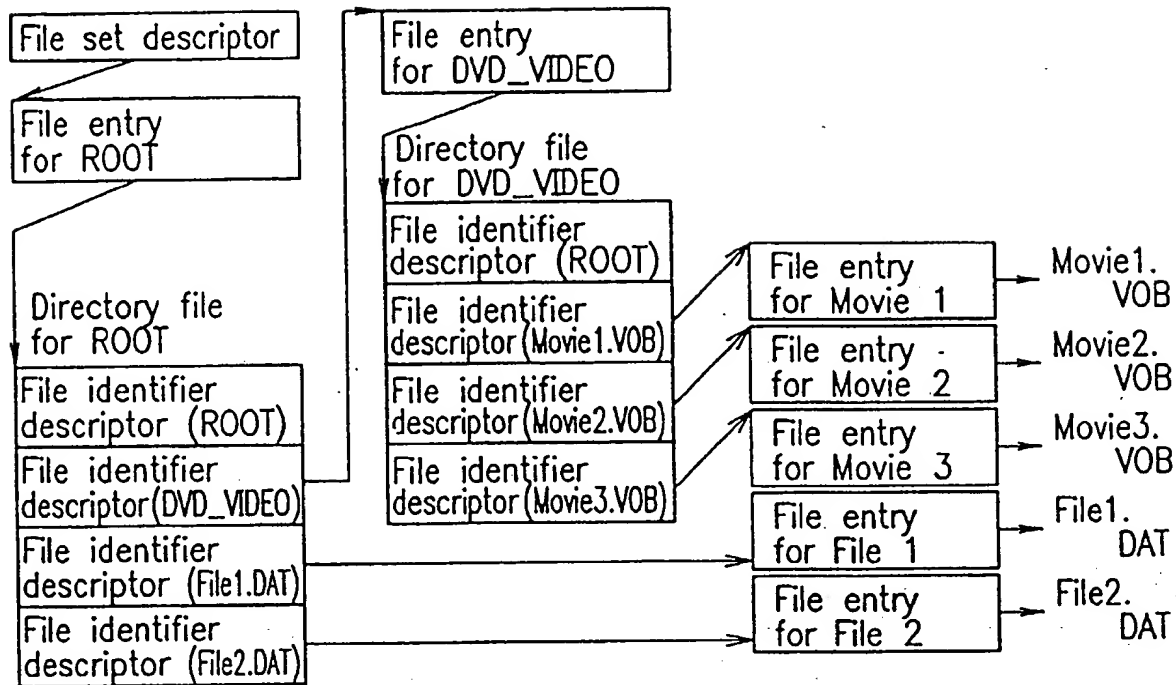 File set descriptor
File entry
for ROOT
Directory file
for ROOT
File identifier
descriptor (ROOT)
File identifier
descriptor(DVD_VIDEO)
File identifier
descriptor (File1.DAT)
File identifier
descriptor (File2.DAT)
File entry
for DVD_VIDEO
Directory file
for DVD_VIDEO
File identifier
descriptor (ROOT)
File identifier
descriptor(Movie1.VOB)
File identifier
descriptor(Movie2.VOB)
File identifier
descriptor(Movie3.VOB)
File entry
for Movie 1
File entry
for Movie 2
File entry
for Movie 3
File entry
for File 1
File entry
for File 2
Movie1.
VOB
Movie2.
VOB
Movie3.
VOB
File1.
DAT
File2.
DAT